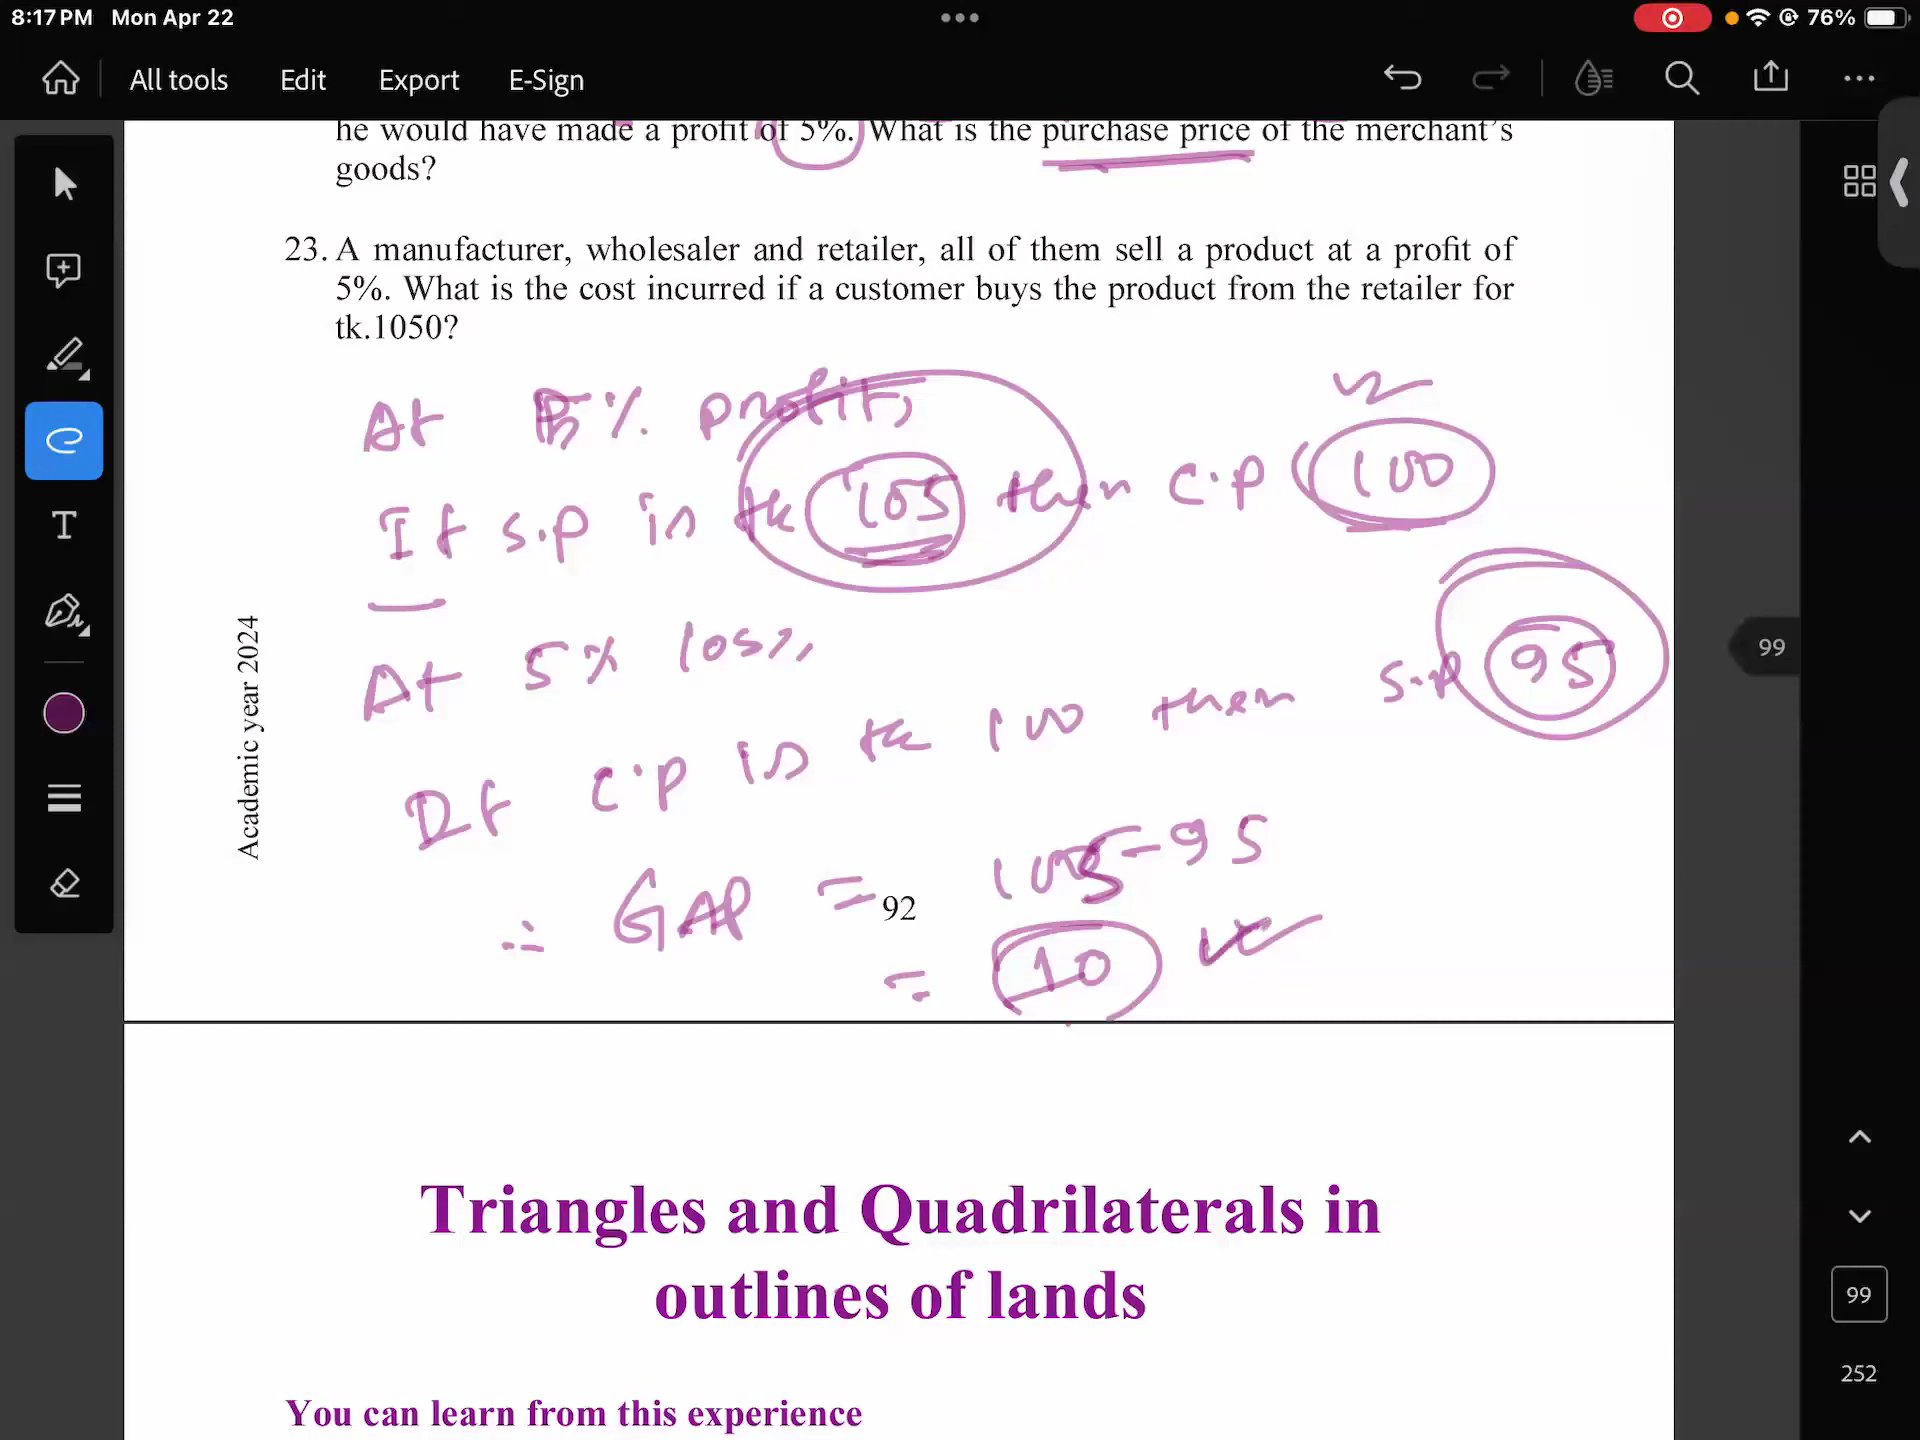 8:17 PM Mon Apr 22
76%
All tools Edit Export E-Sign
he would have made a profit of 5%. What is the purchase price of the merchant's
goods?
23. A manufacturer, wholesaler and retailer, all of them sell a product at a profit of
5%. What is the cost incurred if a customer buys the product from the retailer for
tk.1050?
At 5% profit,
If s.p is tk 105 then c.p 100
At 5% loss,
If c.p is tk 100 then s.p 95
∴ GAP = 105-95
= 10 tk
92
Academic year 2024
99
Triangles and Quadrilaterals in
outlines of lands
You can learn from this experience
99
252